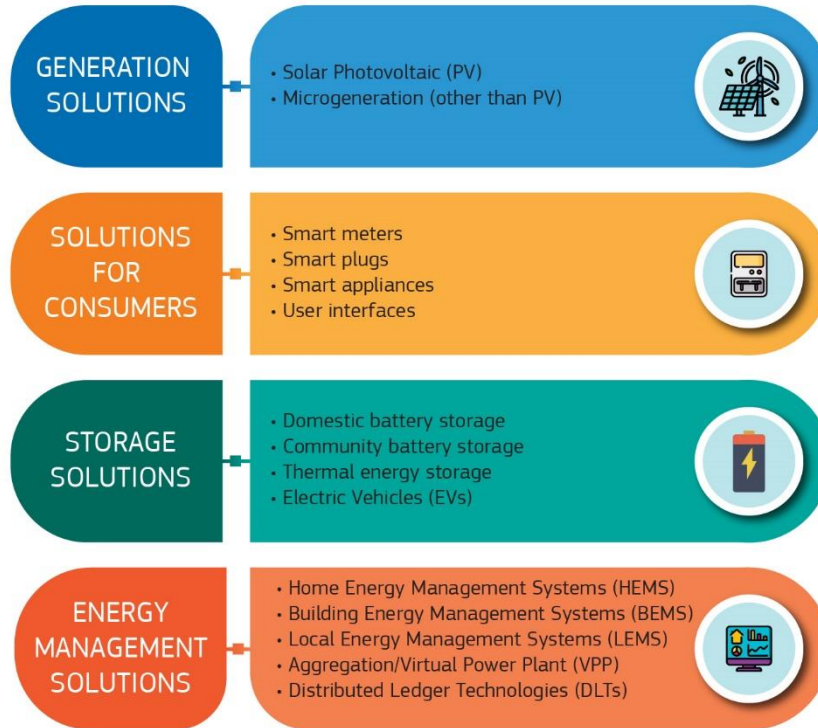 GENERATION
SOLUTIONS
• Solar Photovoltaic (PV)
• Microgeneration (other than PV)
SOLUTIONS
FOR
CONSUMERS
• Smart meters
• Smart plugs
• Smart appliances
• User interfaces
STORAGE
SOLUTIONS
• Domestic battery storage
• Community battery storage
• Thermal energy storage
• Electric Vehicles (EVs)
ENERGY
MANAGEMENT
SOLUTIONS
• Home Energy Management Systems (HEMS)
• Building Energy Management Systems (BEMS)
• Local Energy Management Systems (LEMS)
• Aggregation/Virtual Power Plant (VPP)
• Distributed Ledger Technologies (DLTs)